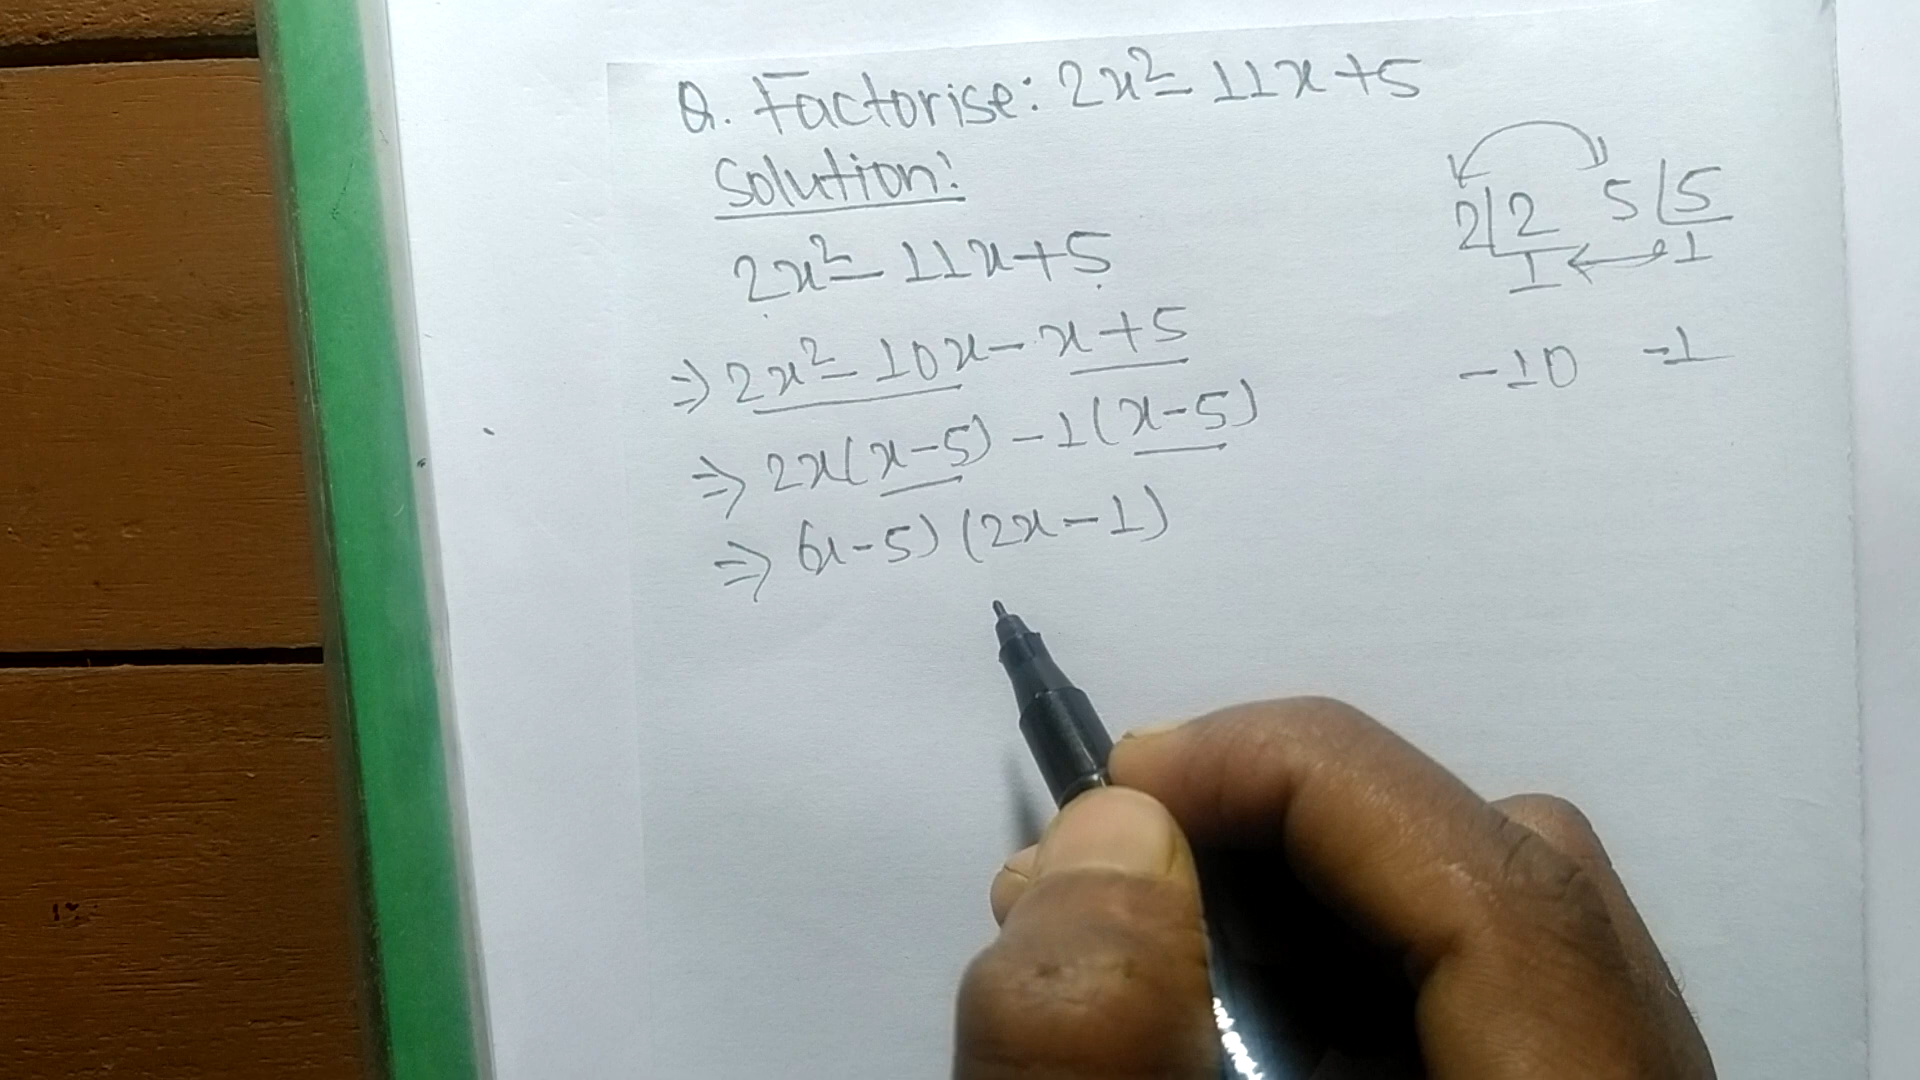 Q. Factorise: 2x² - 11x + 5
Solution:
2x² - 11x + 5
⇒ 2x² - 10x - x + 5
⇒ 2x(x - 5) - 1(x - 5)
⇒ (x - 5) (2x - 1)
2|2 5|5
1 1
-10 -1